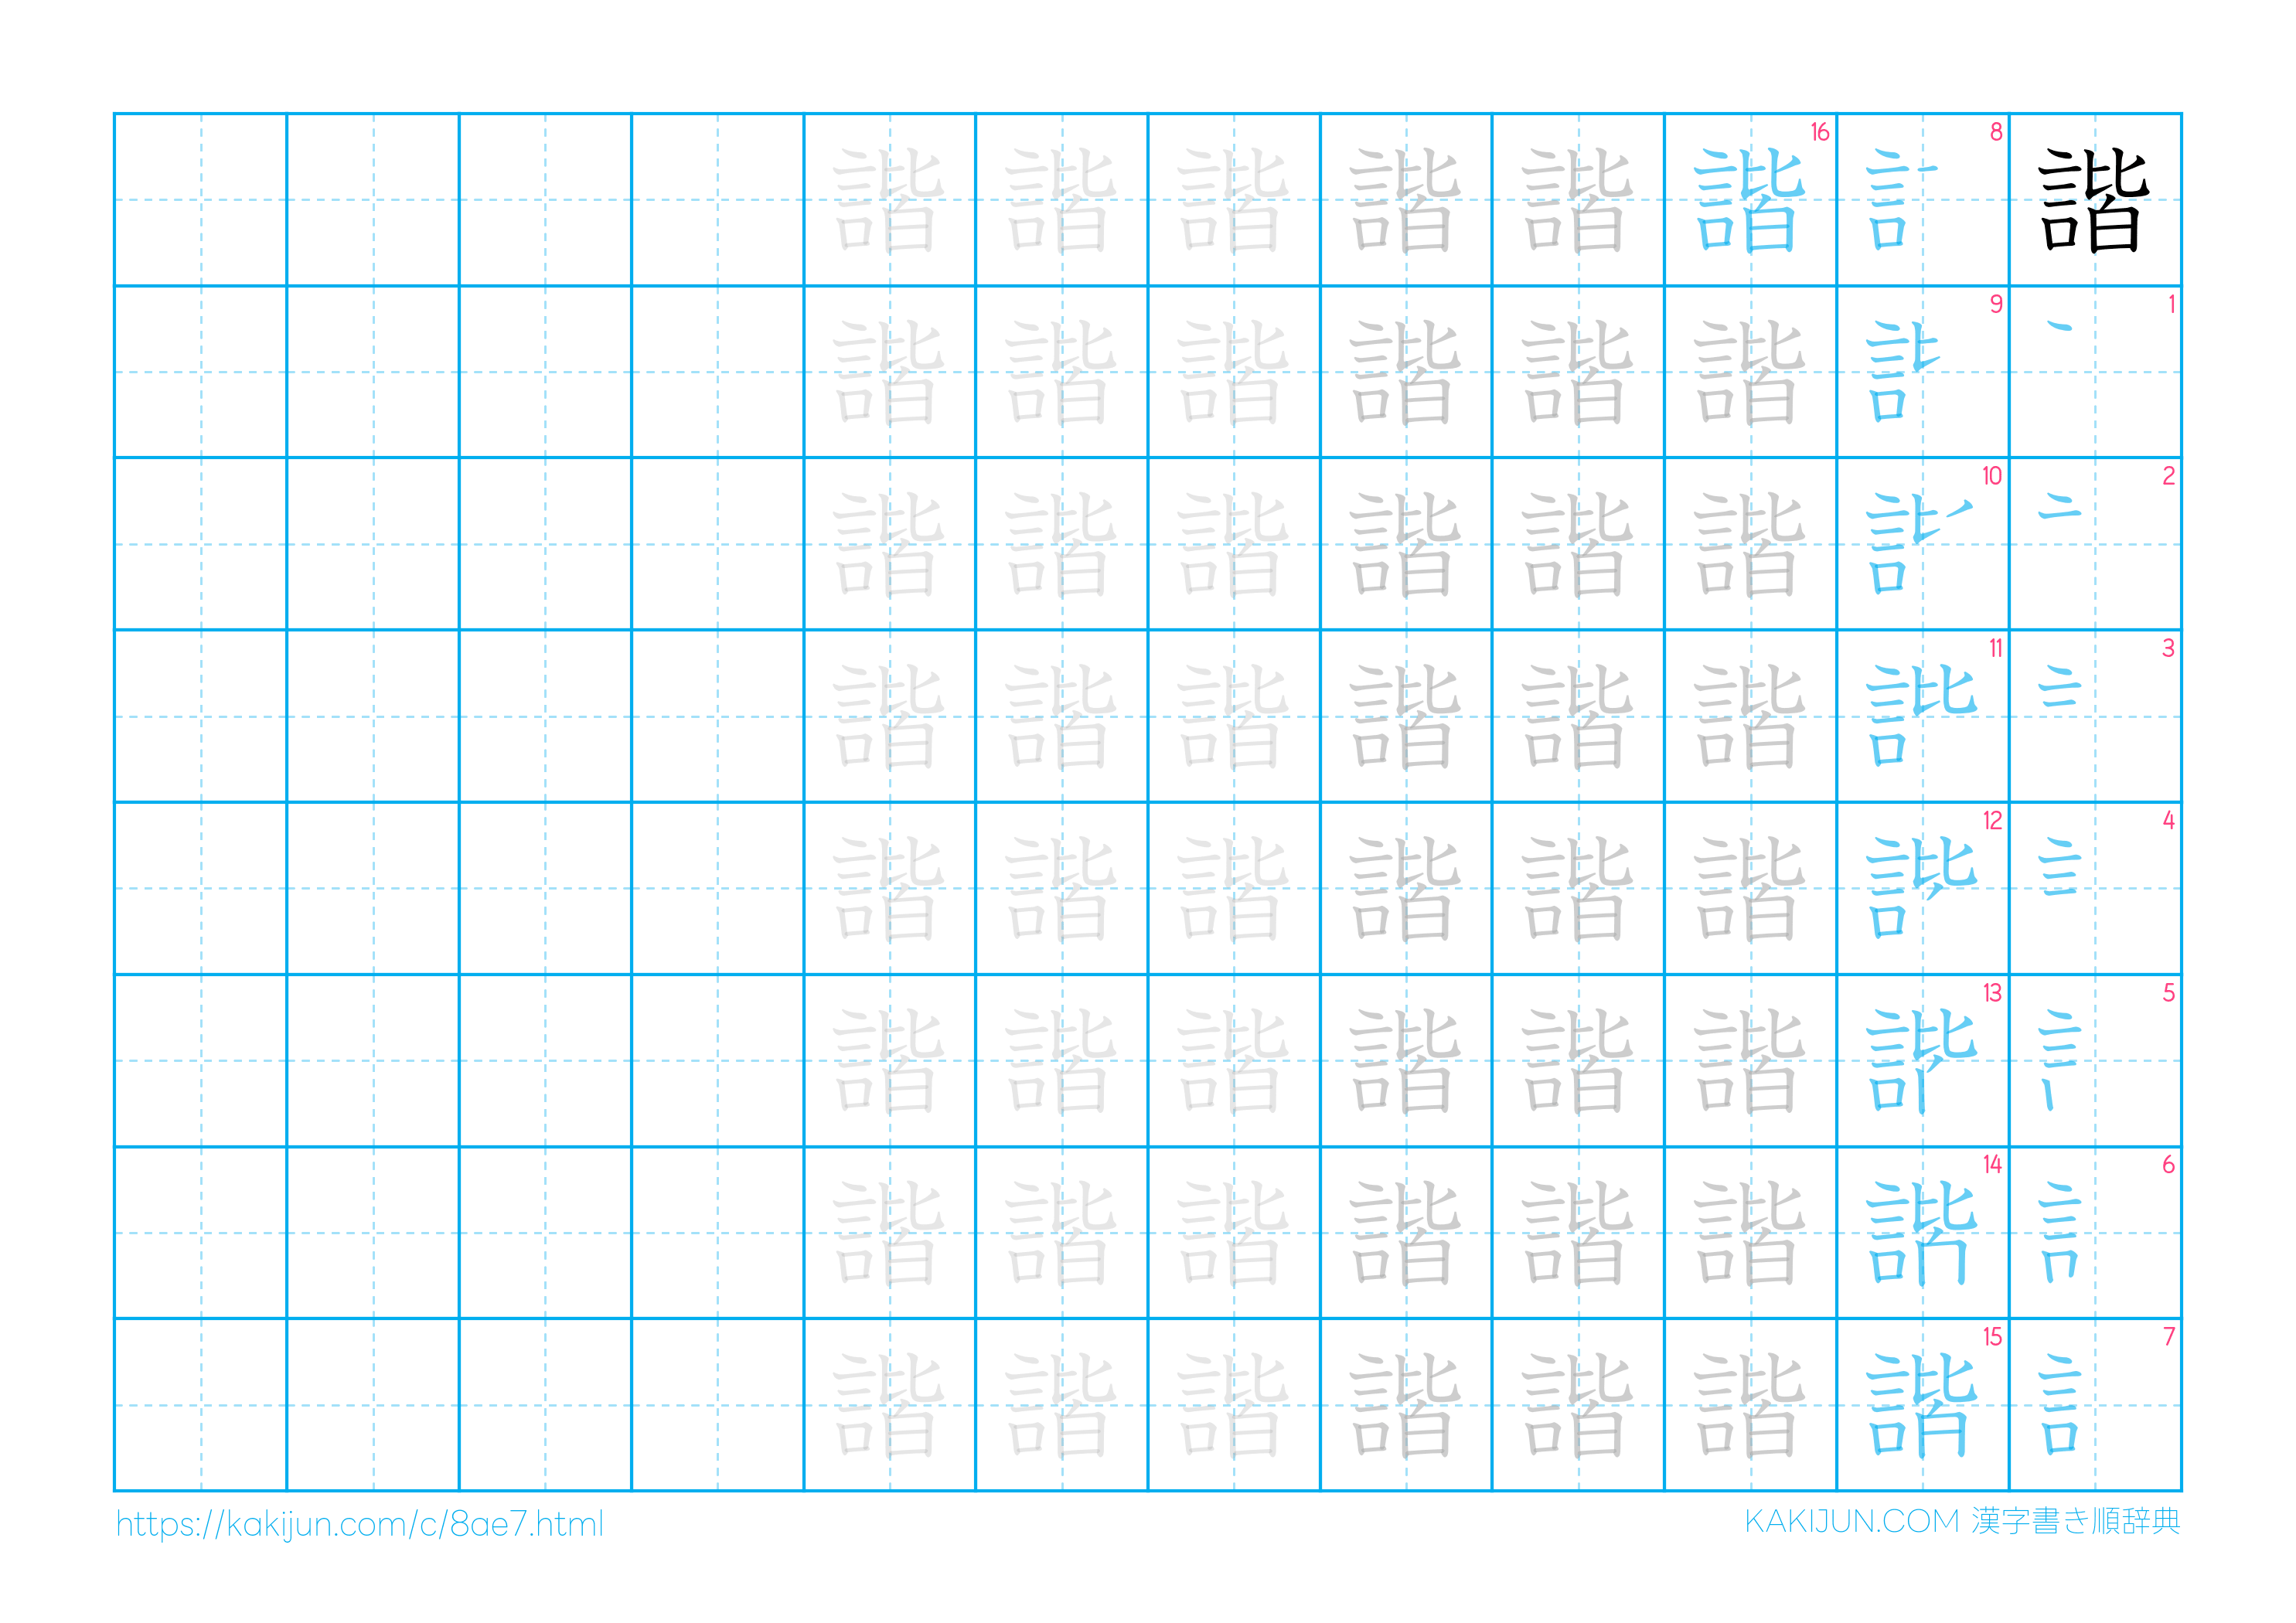 諧 諧 諧 諧 諧 諧 16 8 諧
諧 諧 諧 諧 諧 諧 9 1
諧 諧 諧 諧 諧 諧 10 2
諧 諧 諧 諧 諧 諧 11 3
諧 諧 諧 諧 諧 諧 12 4
諧 諧 諧 諧 諧 諧 13 5
諧 諧 諧 諧 諧 諧 14 6
諧 諧 諧 諧 諧 諧 15 言 7
https://kakijun.com/c/8ae7.html
KAKIJUN.COM 漢字書き順辞典